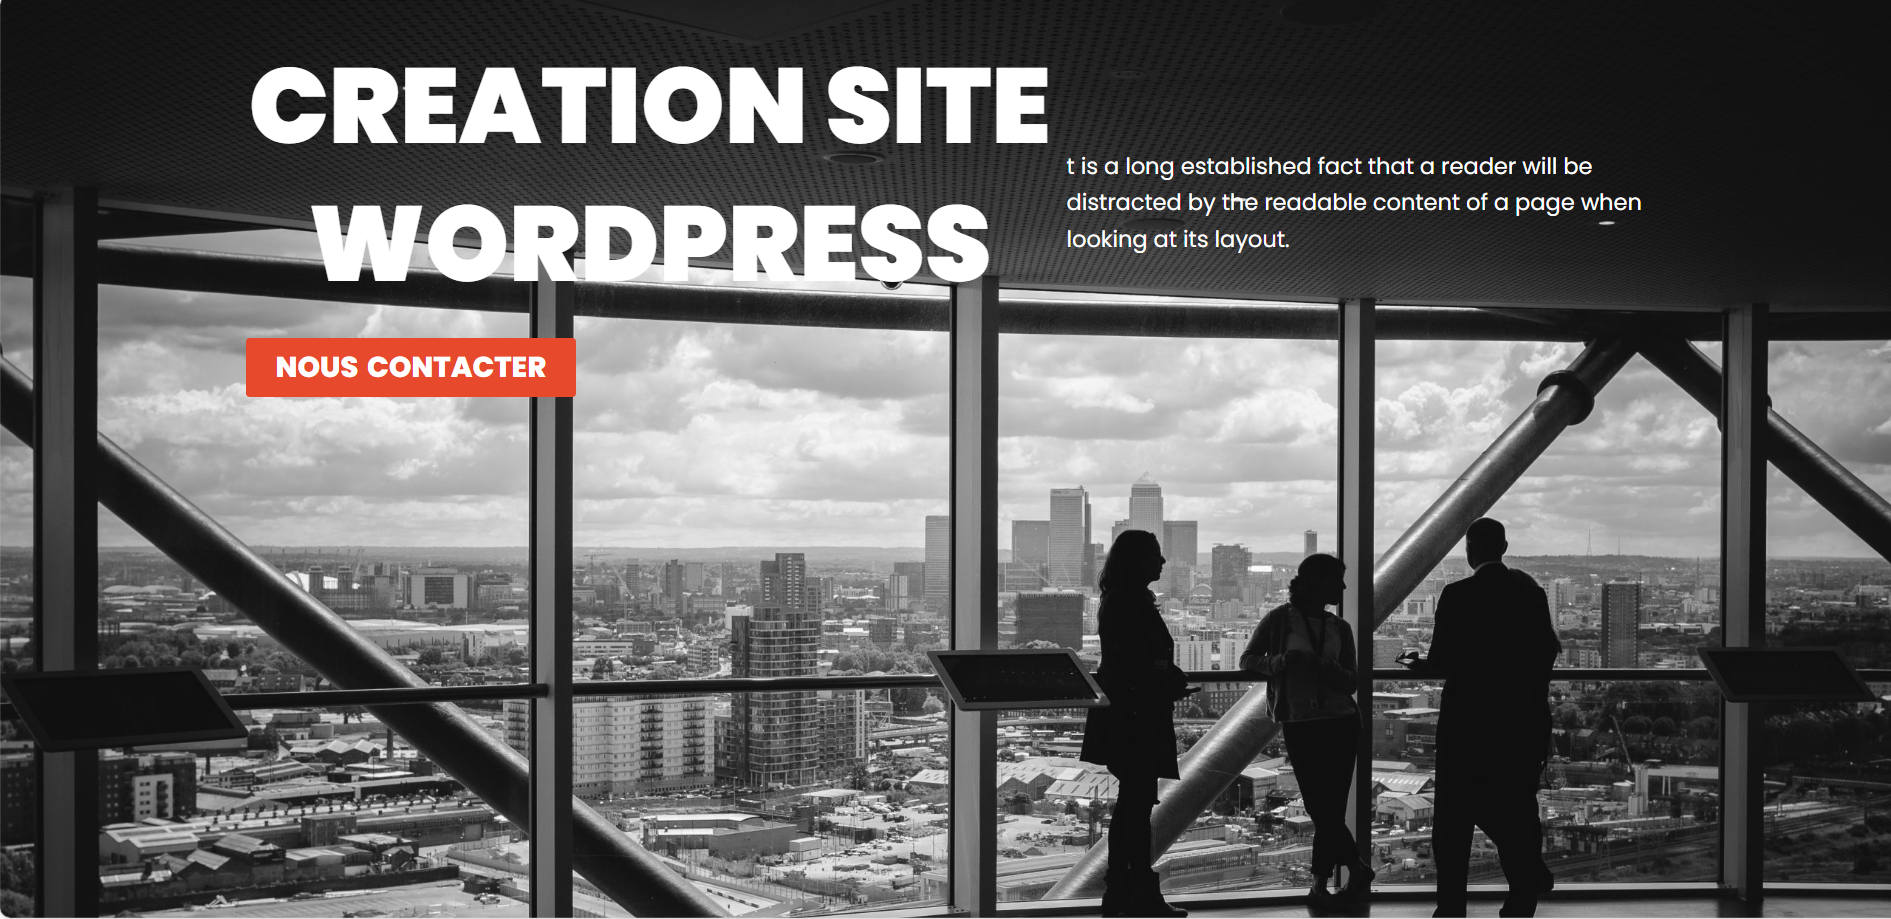 CREATION SITE
WORDPRESS
t is a long established fact that a reader will be
distracted by the readable content of a page when
looking at its layout.
NOUS CONTACTER